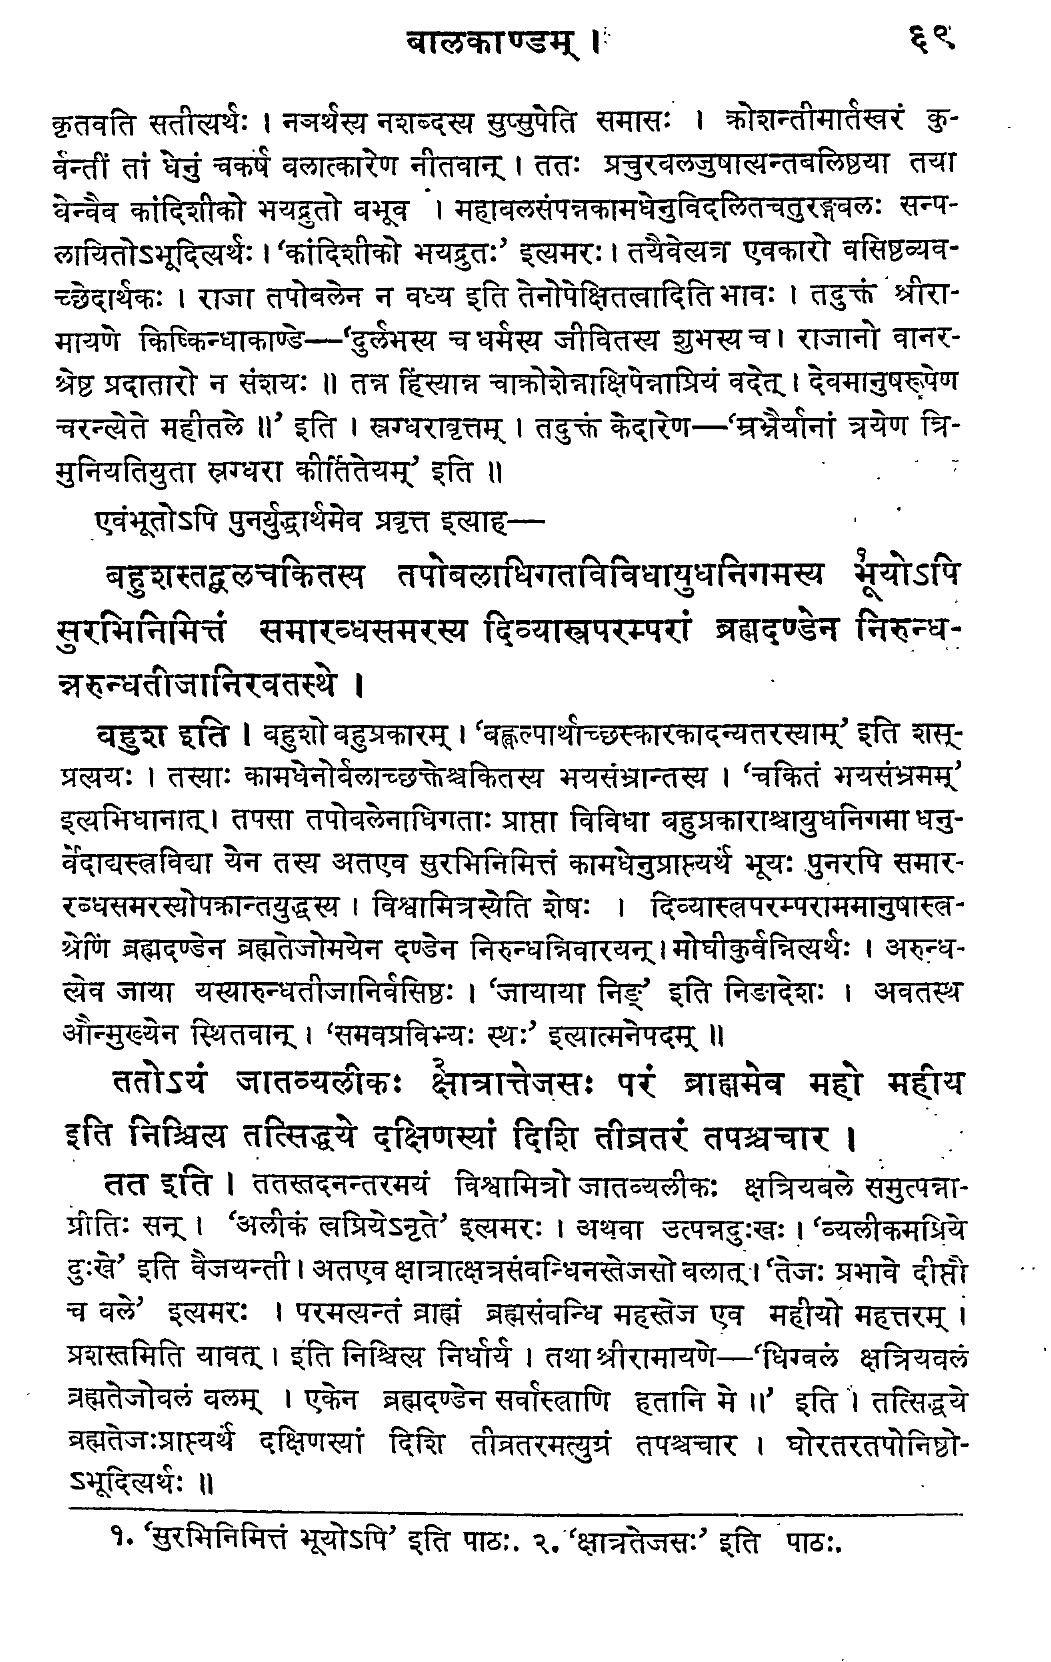 बालकाण्डम् । ६९
कृतवति सतीत्यर्थः । नञर्थस्य नशब्दस्य सुप्सुपेति समासः । क्रोशन्तीमार्तस्वरं कु-
र्वन्तीं तां धेनुं चकर्ष बलात्कारेण नीतवान् । ततः प्रचुरबलजुषात्यन्तबलिष्ठया तया
धेन्वैव कांदिशीको भयद्रुतो बभूव । महाबलसंपन्नकामधेनुविदलितचतुरङ्गबलः सन्प-
लायितोऽभूदित्यर्थः । ‘कांदिशीको भयद्रुतः’ इत्यमरः । तयैवेत्यत्र एवकारो वसिष्ठव्यव-
च्छेदार्थकः । राजा तपोबलेन न वध्य इति तेनोपेक्षितत्वादिति भावः । तदुक्तं श्रीरा-
मायणे किष्किन्धाकाण्डे—‘दुर्लभस्य च धर्मस्य जीवितस्य शुभस्य च । राजानो वानर-
श्रेष्ठ प्रदातारो न संशयः ॥ तन्न हिंस्यान्न चाक्रोशेन्नाक्षिपेन्नाप्रियं वदेत् । देवमानुषरूपेण
चरन्त्येते महीतले ॥’ इति । स्रग्धरावृत्तम् । तदुक्तं केदारेण—‘म्रभ्नैर्यानां त्रयेण त्रि-
मुनियतियुता स्रग्धरा कीर्तितेयम्’ इति ॥
एवंभूतोऽपि पुनर्युद्धार्थमेव प्रवृत्त इत्याह—
बहुशस्तद्बलचकितस्य तपोबलाधिगतविविधायुधनिगमस्य भूयोऽपि१
सुरभिनिमित्तं समारब्धसमरस्य दिव्यास्त्रपरम्परां ब्रह्मदण्डेन निरुन्ध-
न्नरुन्धतीजानिरवतस्थे ।
बहुश इति । बहुशो बहुप्रकारम् । ‘बह्वल्पार्थाच्छस्कारकादन्यतरस्याम्’ इति शस्-
प्रत्ययः । तस्याः कामधेनोर्बलाच्छक्तेश्चकितस्य भयसंभ्रान्तस्य । ‘चकितं भयसंभ्रमम्’
इत्यभिधानात् । तपसा तपोबलेनाधिगताः प्राप्ता विविधा बहुप्रकाराश्चायुधनिगमा धनु-
र्वेदाद्यस्त्रविद्या येन तस्य अतएव सुरभिनिमित्तं कामधेनुप्राप्त्यर्थं भूयः पुनरपि समार-
रब्धसमरस्योपक्रान्तयुद्धस्य । विश्वामित्रस्येति शेषः । दिव्यास्त्रपरम्पराममानुषास्त्र-
श्रेणिं ब्रह्मदण्डेन ब्रह्मतेजोमयेन दण्डेन निरुन्धन्निवारयन् । मोघीकुर्वन्नित्यर्थः । अरुन्ध-
त्येव जाया यस्यारुन्धतीजानिर्वसिष्ठः । ‘जायाया निङ्’ इति निङादेशः । अवतस्थ
औन्मुख्येन स्थितवान् । ‘समवप्रविभ्यः स्थः’ इत्यात्मनेपदम् ॥
ततोऽयं जातव्यलीकः क्षात्रात्तेजसः२ परं ब्राह्ममेव महो महीय
इति निश्चित्य तत्सिद्धये दक्षिणस्यां दिशि तीव्रतरं तपश्चचार ।
तत इति । ततस्तदनन्तरमयं विश्वामित्रो जातव्यलीकः क्षत्रियबले समुत्पन्ना-
प्रीतिः सन् । ‘अलीकं त्वप्रियेऽनृते’ इत्यमरः । अथवा उत्पन्नदुःखः । ‘व्यलीकमप्रिये
दुःखे’ इति वैजयन्ती । अतएव क्षात्रात्क्षत्रसंबन्धिनस्तेजसो बलात् । ‘तेजः प्रभावे दीप्तौ
च बले’ इत्यमरः । परमत्यन्तं ब्राह्मं ब्रह्मसंबन्धि महस्तेज एव महीयो महत्तरम् ।
प्रशस्तमिति यावत् । इति निश्चित्य निर्धार्य । तथा श्रीरामायणे—‘धिग्बलं क्षत्रियबलं
ब्रह्मतेजोबलं बलम् । एकेन ब्रह्मदण्डेन सर्वास्त्राणि हतानि मे ॥’ इति । तत्सिद्धये
ब्रह्मतेजःप्राप्त्यर्थं दक्षिणस्यां दिशि तीव्रतरमत्युग्रं तपश्चचार । घोरतरतपोनिष्ठो-
ऽभूदित्यर्थः ॥
१. ‘सुरभिनिमित्तं भूयोऽपि’ इति पाठः. २. ‘क्षात्रतेजसः’ इति पाठः.